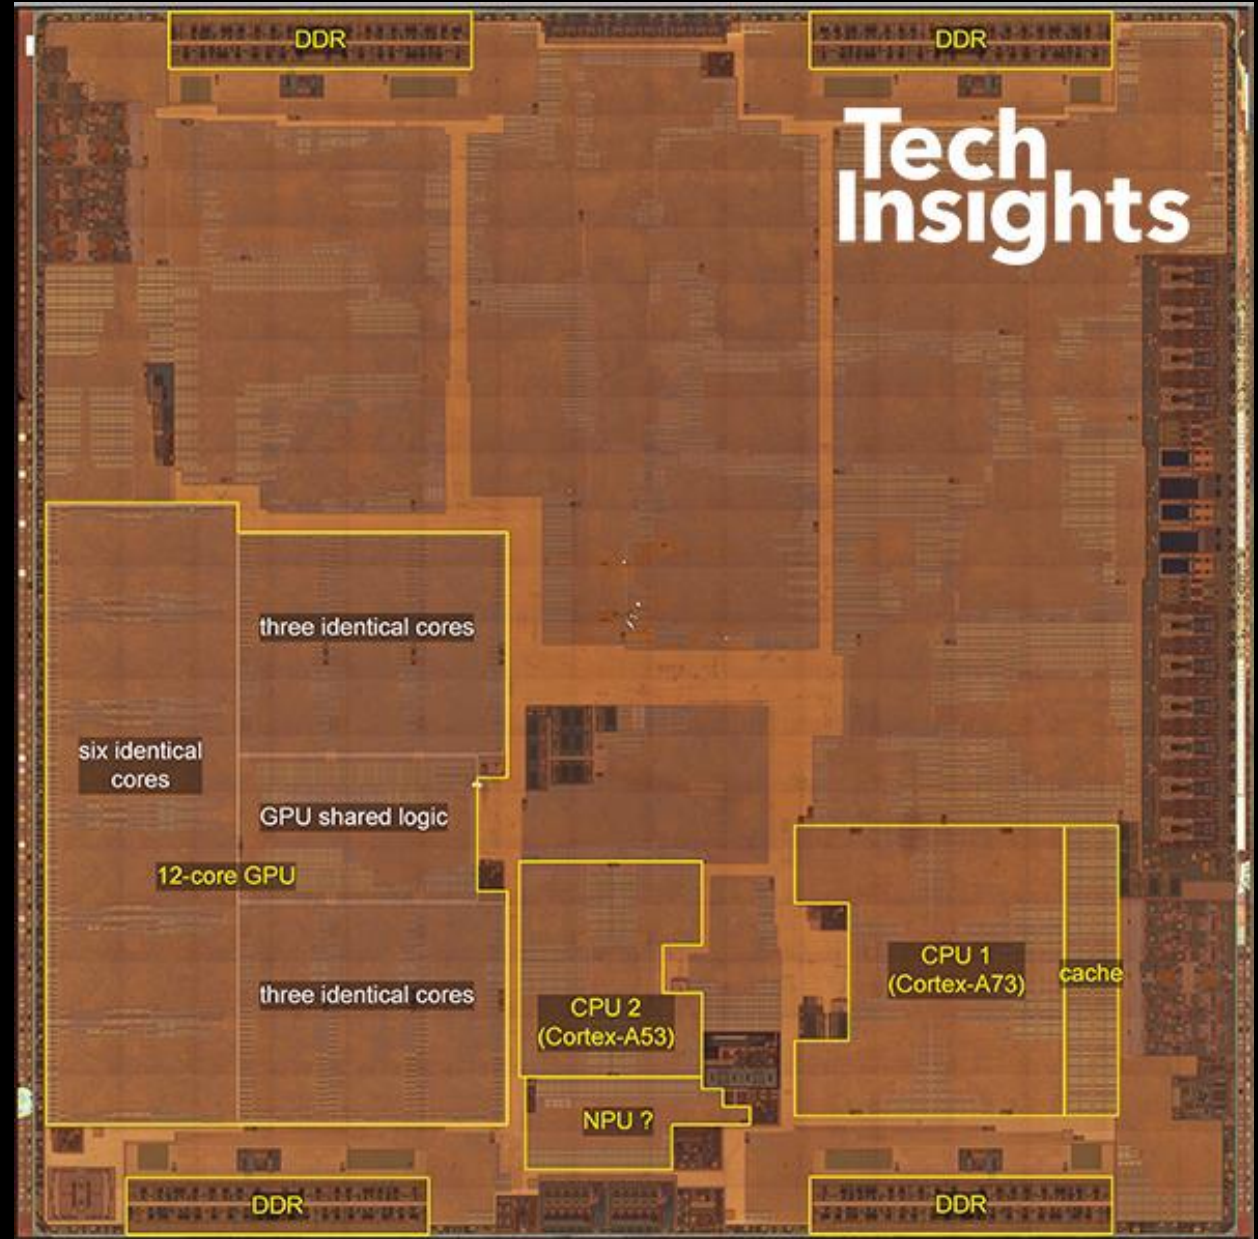 DDR
DDR
Tech
Insights
three identical cores
six identical
cores
GPU shared logic
12-core GPU
three identical cores
CPU 1
(Cortex-A73)
cache
CPU 2
(Cortex-A53)
NPU ?
DDR
DDR